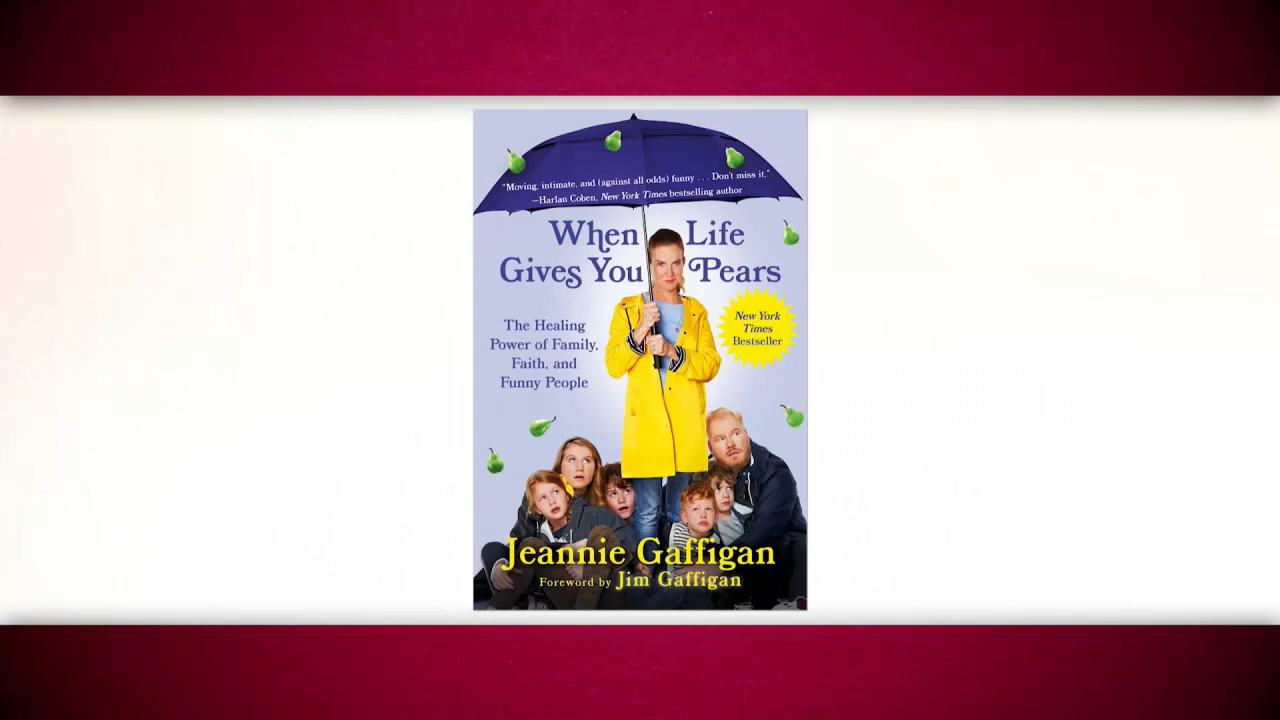 “Moving, intimate, and (against all odds) funny . . . Don’t miss it.”
—Harlan Coben, New York Times bestselling author
When Life
Gives You Pears
The Healing
Power of Family,
Faith, and
Funny People
New York
Times
Bestseller
Jeannie Gaffigan
Foreword by Jim Gaffigan